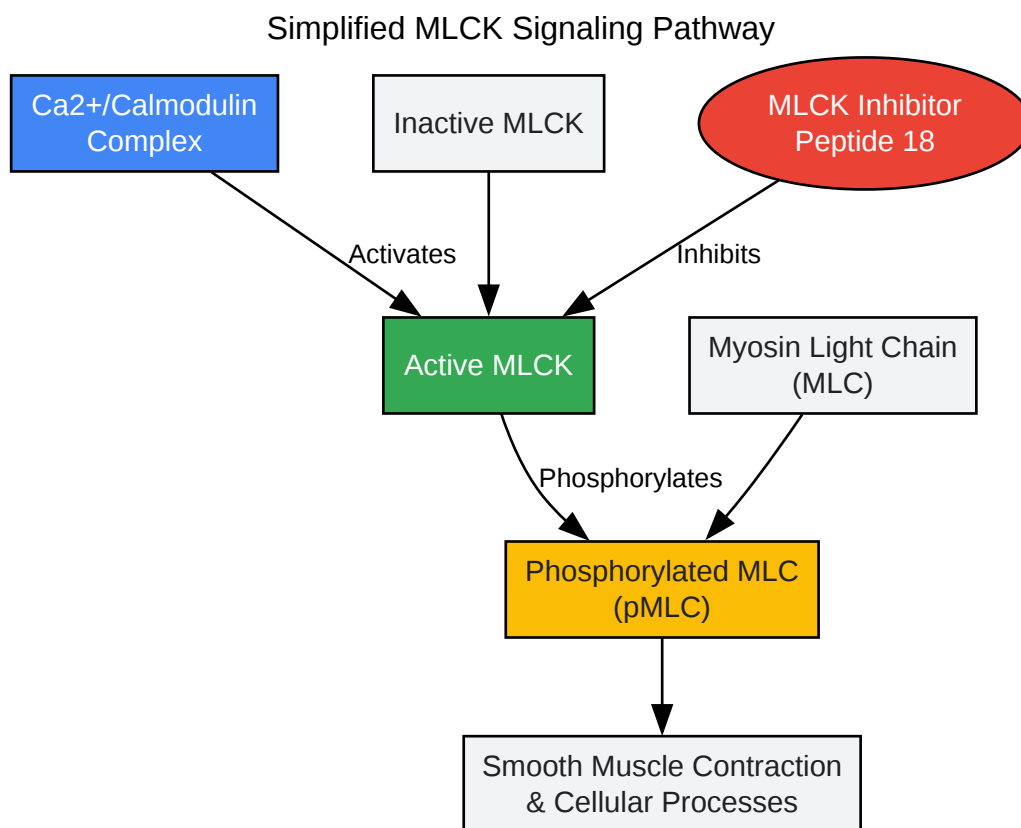 Simplified MLCK Signaling Pathway
Ca2+/Calmodulin
Complex
Inactive MLCK
MLCK Inhibitor
Peptide 18
Activates
Inhibits
Active MLCK
Myosin Light Chain
(MLC)
Phosphorylates
Phosphorylated MLC
(pMLC)
Smooth Muscle Contraction
& Cellular Processes